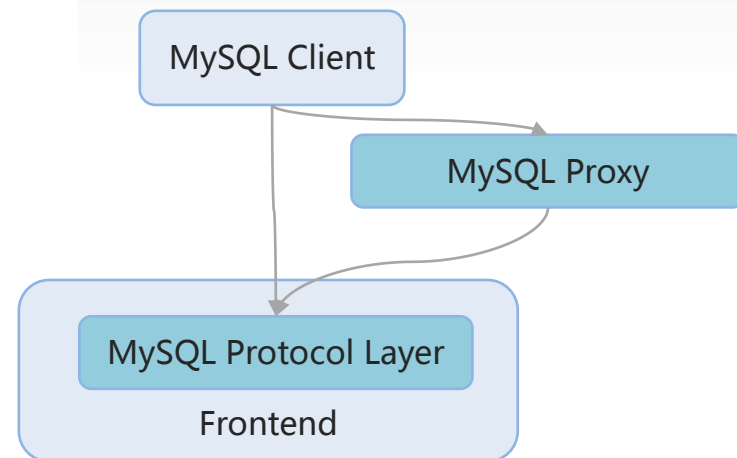 MySQL Client
MySQL Proxy
MySQL Protocol Layer
Frontend